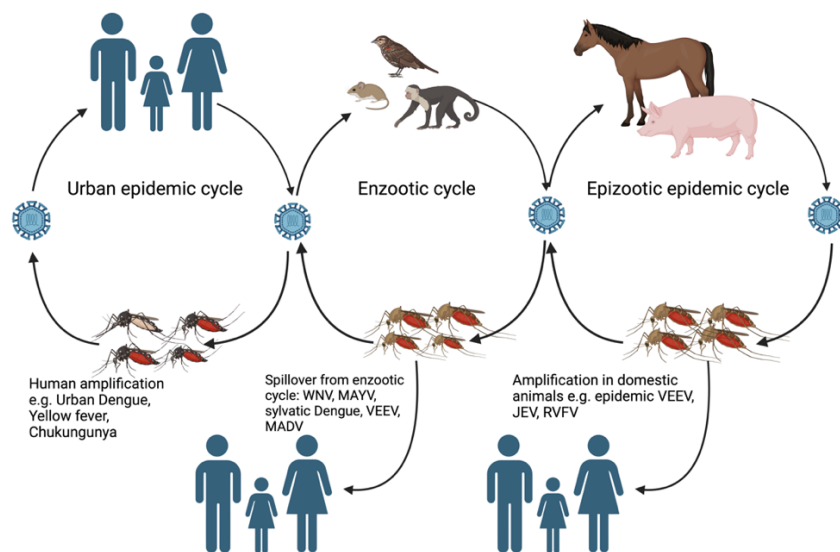 Urban epidemic cycle
Enzootic cycle
Epizootic epidemic cycle
Human amplification
e.g. Urban Dengue,
Yellow fever,
Chukungunya
Spillover from enzootic
cycle: WNV, MAYV,
sylvatic Dengue, VEEV,
MADV
Amplification in domestic
animals e.g. epidemic VEEV,
JEV, RVFV